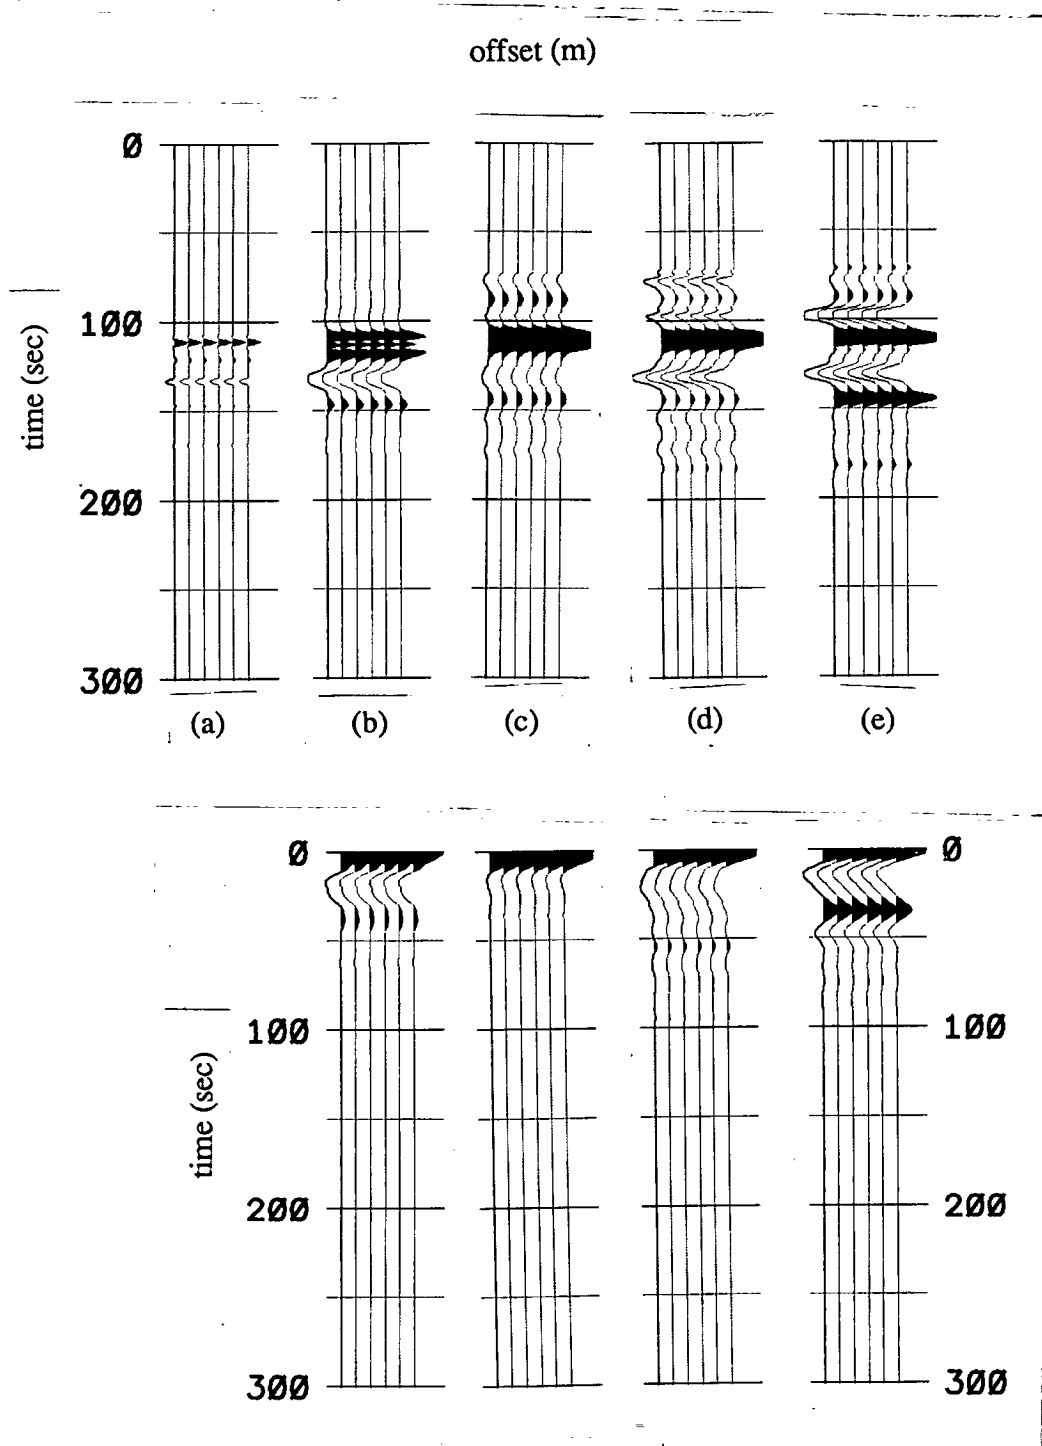 offset (m)
Ø
100
time (sec)
200
300
(a) (b) (c) (d) (e)
Ø Ø
100 100
time (sec)
200 200
300 300